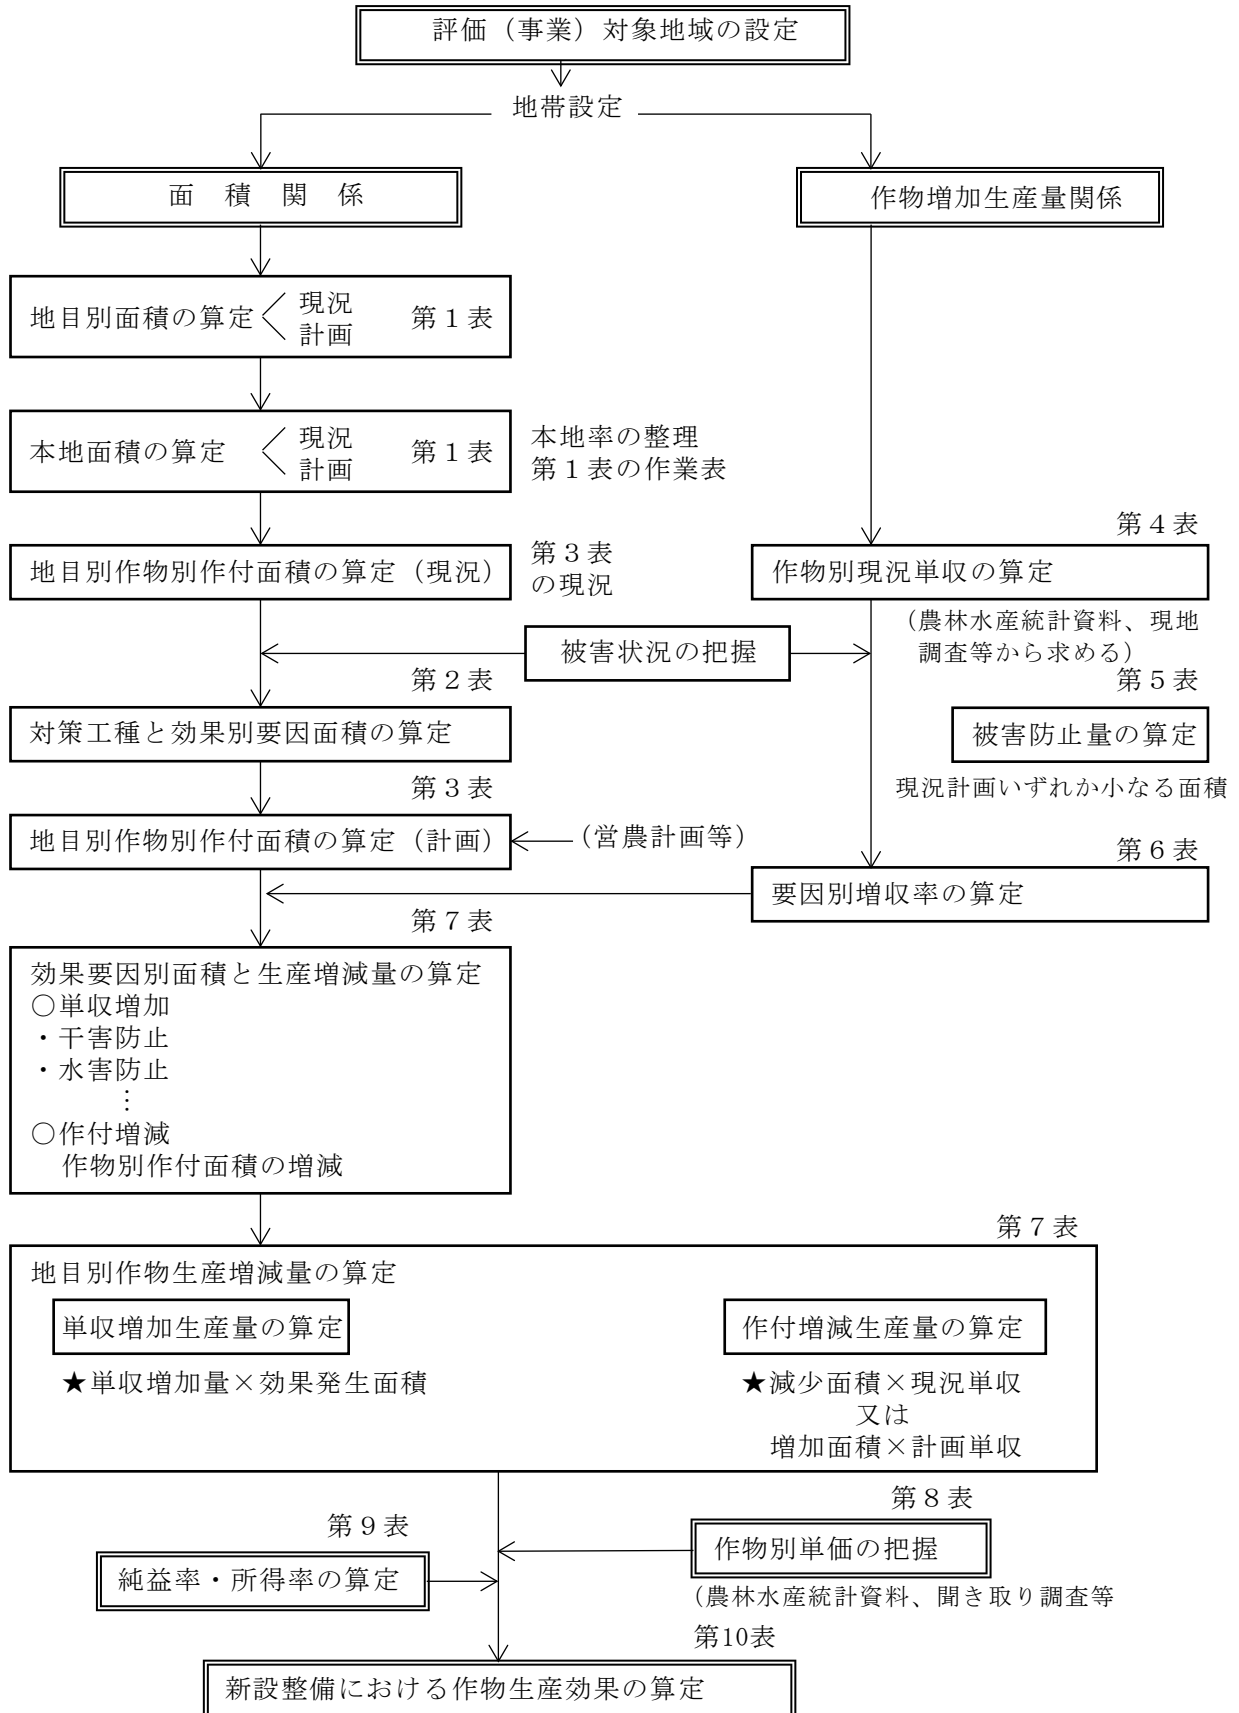 評価（事業）対象地域の設定
地帯設定
面　積　関　係
作物増加生産量関係
地目別面積の算定
現況
計画
第１表
本地面積の算定
現況
計画
第１表
本地率の整理
第１表の作業表
第４表
地目別作物別作付面積の算定（現況）
第３表
の現況
作物別現況単収の算定
（農林水産統計資料、現地
調査等から求める）
被害状況の把握
第２表
第５表
対策工種と効果別要因面積の算定
被害防止量の算定
第３表
現況計画いずれか小なる面積
地目別作物別作付面積の算定（計画）
（営農計画等）
第６表
要因別増収率の算定
第７表
効果要因別面積と生産増減量の算定
○単収増加
・干害防止
・水害防止
⋮
○作付増減
作物別作付面積の増減
第７表
地目別作物生産増減量の算定
単収増加生産量の算定
作付増減生産量の算定
★単収増加量×効果発生面積
★減少面積×現況単収
又は
増加面積×計画単収
第８表
第９表
作物別単価の把握
純益率・所得率の算定
（農林水産統計資料、聞き取り調査等
第10表
新設整備における作物生産効果の算定